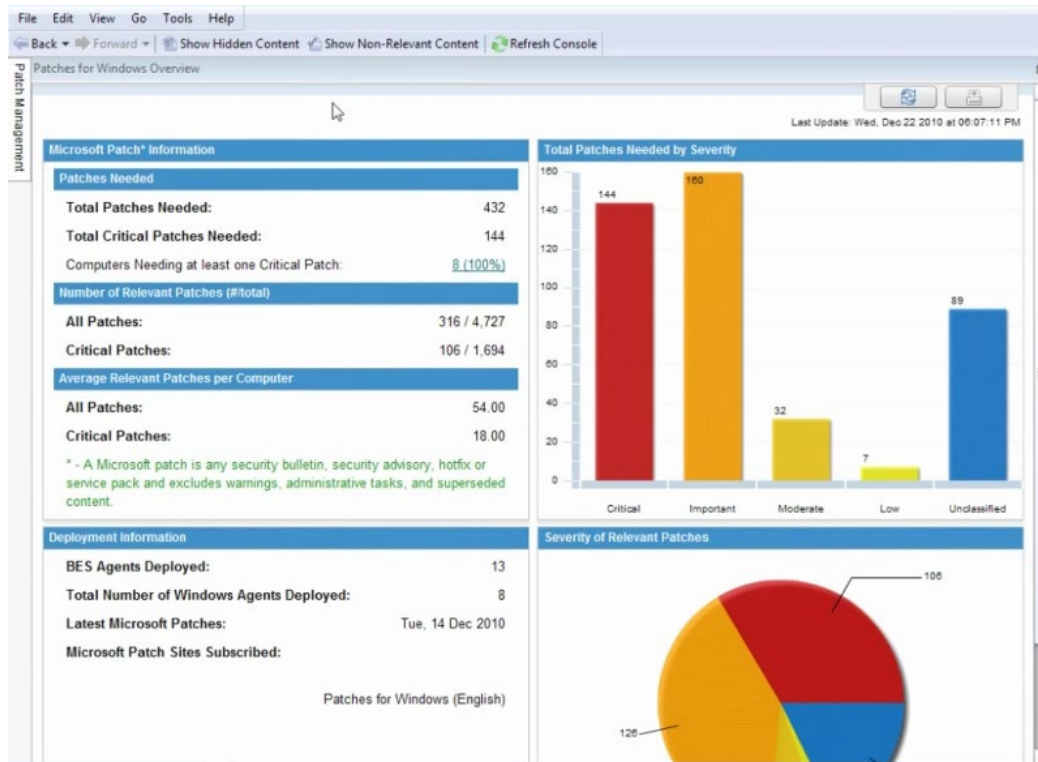 File Edit View Go Tools Help
Back Forward Show Hidden Content Show Non-Relevant Content Refresh Console
Patch Management
Patches for Windows Overview
Last Update: Wed, Dec 22 2010 at 06:07:11 PM
Microsoft Patch* Information
Patches Needed
Total Patches Needed: 432
Total Critical Patches Needed: 144
Computers Needing at least one Critical Patch: 8 (100%)
Number of Relevant Patches (#/total)
All Patches: 316 / 4,727
Critical Patches: 106 / 1,694
Average Relevant Patches per Computer
All Patches: 54.00
Critical Patches: 18.00
* - A Microsoft patch is any security bulletin, security advisory, hotfix or
service pack and excludes warnings, administrative tasks, and superseded
content.
Total Patches Needed by Severity
160
140
120
100
80
60
40
20
0
144
160
32
7
89
Critical Important Moderate Low Unclassified
Deployment Information
BES Agents Deployed: 13
Total Number of Windows Agents Deployed: 8
Latest Microsoft Patches: Tue, 14 Dec 2010
Microsoft Patch Sites Subscribed:
Patches for Windows (English)
Severity of Relevant Patches
106
126